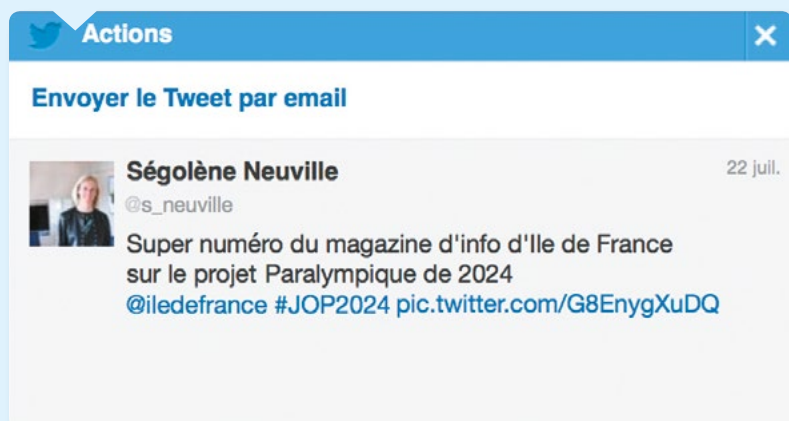 Actions
Envoyer le Tweet par email
Ségolène Neuville
22 juil.
@s_neuville
Super numéro du magazine d'info d'Ile de France
sur le projet Paralympique de 2024
@iledefrance #JOP2024 pic.twitter.com/G8EnygXuDQ